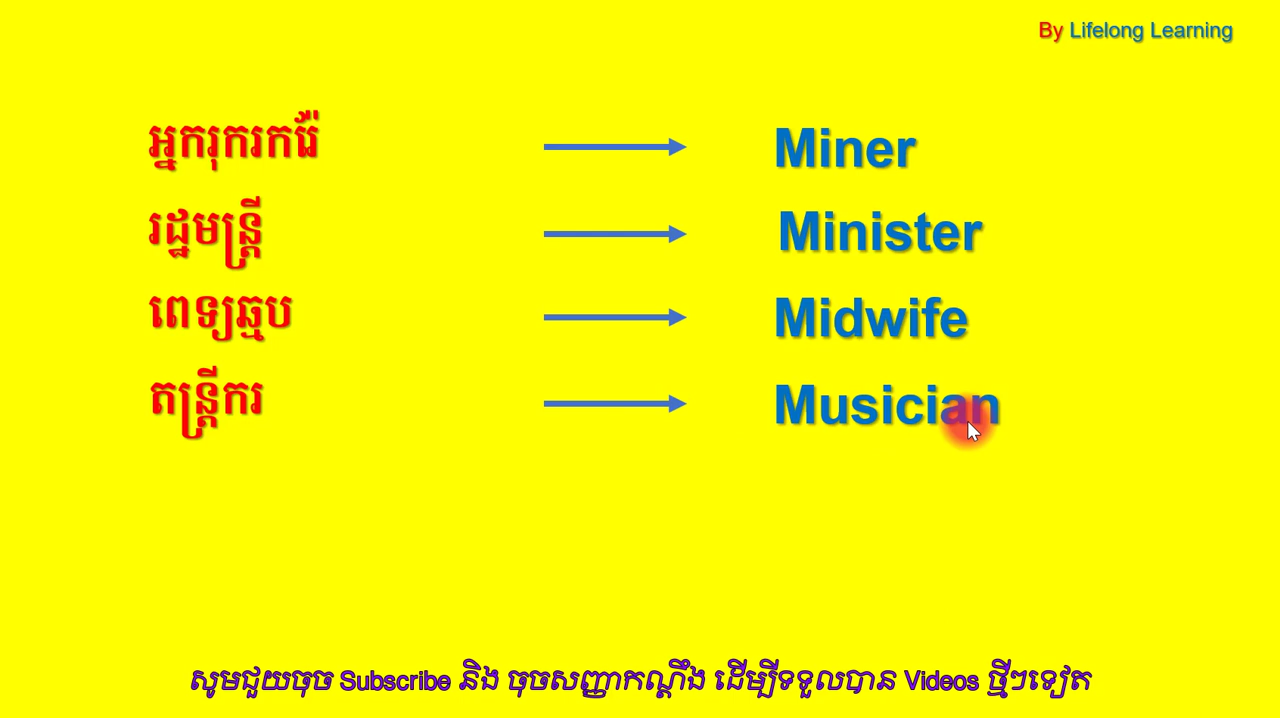 By Lifelong Learning
អ្នករុករករ៉ែ Miner
រដ្ឋមន្ត្រី Minister
ពេទ្យឆ្មប Midwife
តន្ត្រីករ Musician
សូមជួយចុច Subscribe និង ចុចសញ្ញាកណ្ដឹង ដើម្បីទទួលបាន Videos ថ្មីៗទៀត